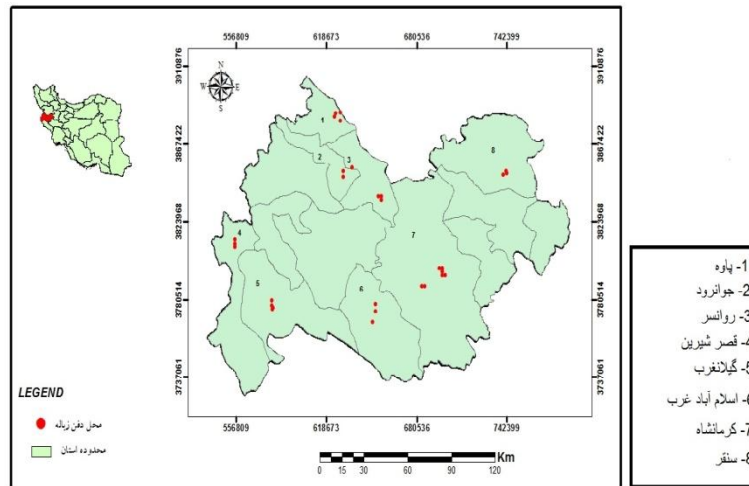 556809 618673 680536 742399
3910876 3910876
3867422 3867422
3823968 3823968
3780514 3780514
3737061 3737061
556809 618673 680536 742399
N
W E
S
1
2
3
4
5
6
7
8
LEGEND
محل دفن زباله
محدوده استان
Km
0 15 30 60 90 120
1- پاوه
2- جوانرود
3- روانسر
4- قصر شیرین
5- گیلانغرب
6- اسلام آباد غرب
7- کرمانشاه
8- سنقر